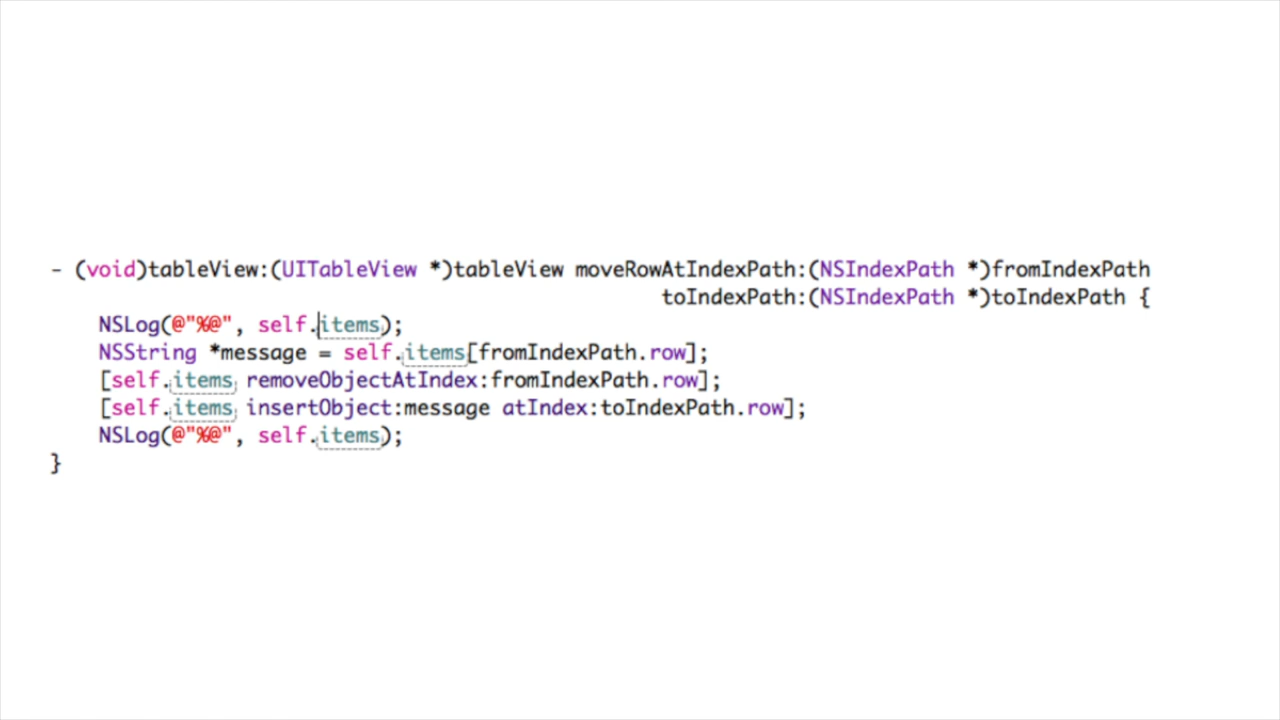 - (void)tableView:(UITableView *)tableView moveRowAtIndexPath:(NSIndexPath *)fromIndexPath
toIndexPath:(NSIndexPath *)toIndexPath {
NSLog(@"%@", self.items);
NSString *message = self.items[fromIndexPath.row];
[self.items removeObjectAtIndex:fromIndexPath.row];
[self.items insertObject:message atIndex:toIndexPath.row];
NSLog(@"%@", self.items);
}